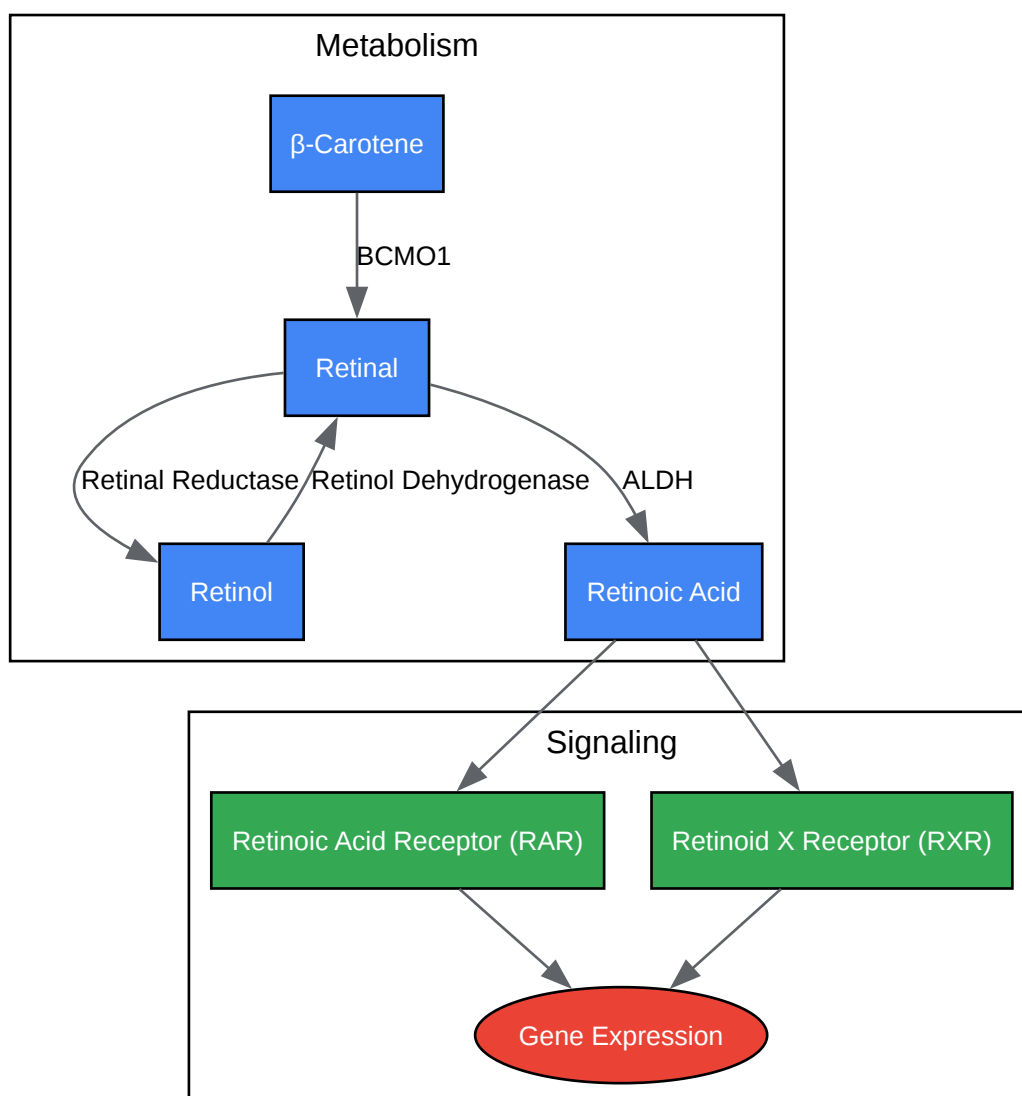 Metabolism
β-Carotene
BCMO1
Retinal
Retinal Reductase
Retinol Dehydrogenase
ALDH
Retinol
Retinoic Acid
Signaling
Retinoic Acid Receptor (RAR)
Retinoid X Receptor (RXR)
Gene Expression